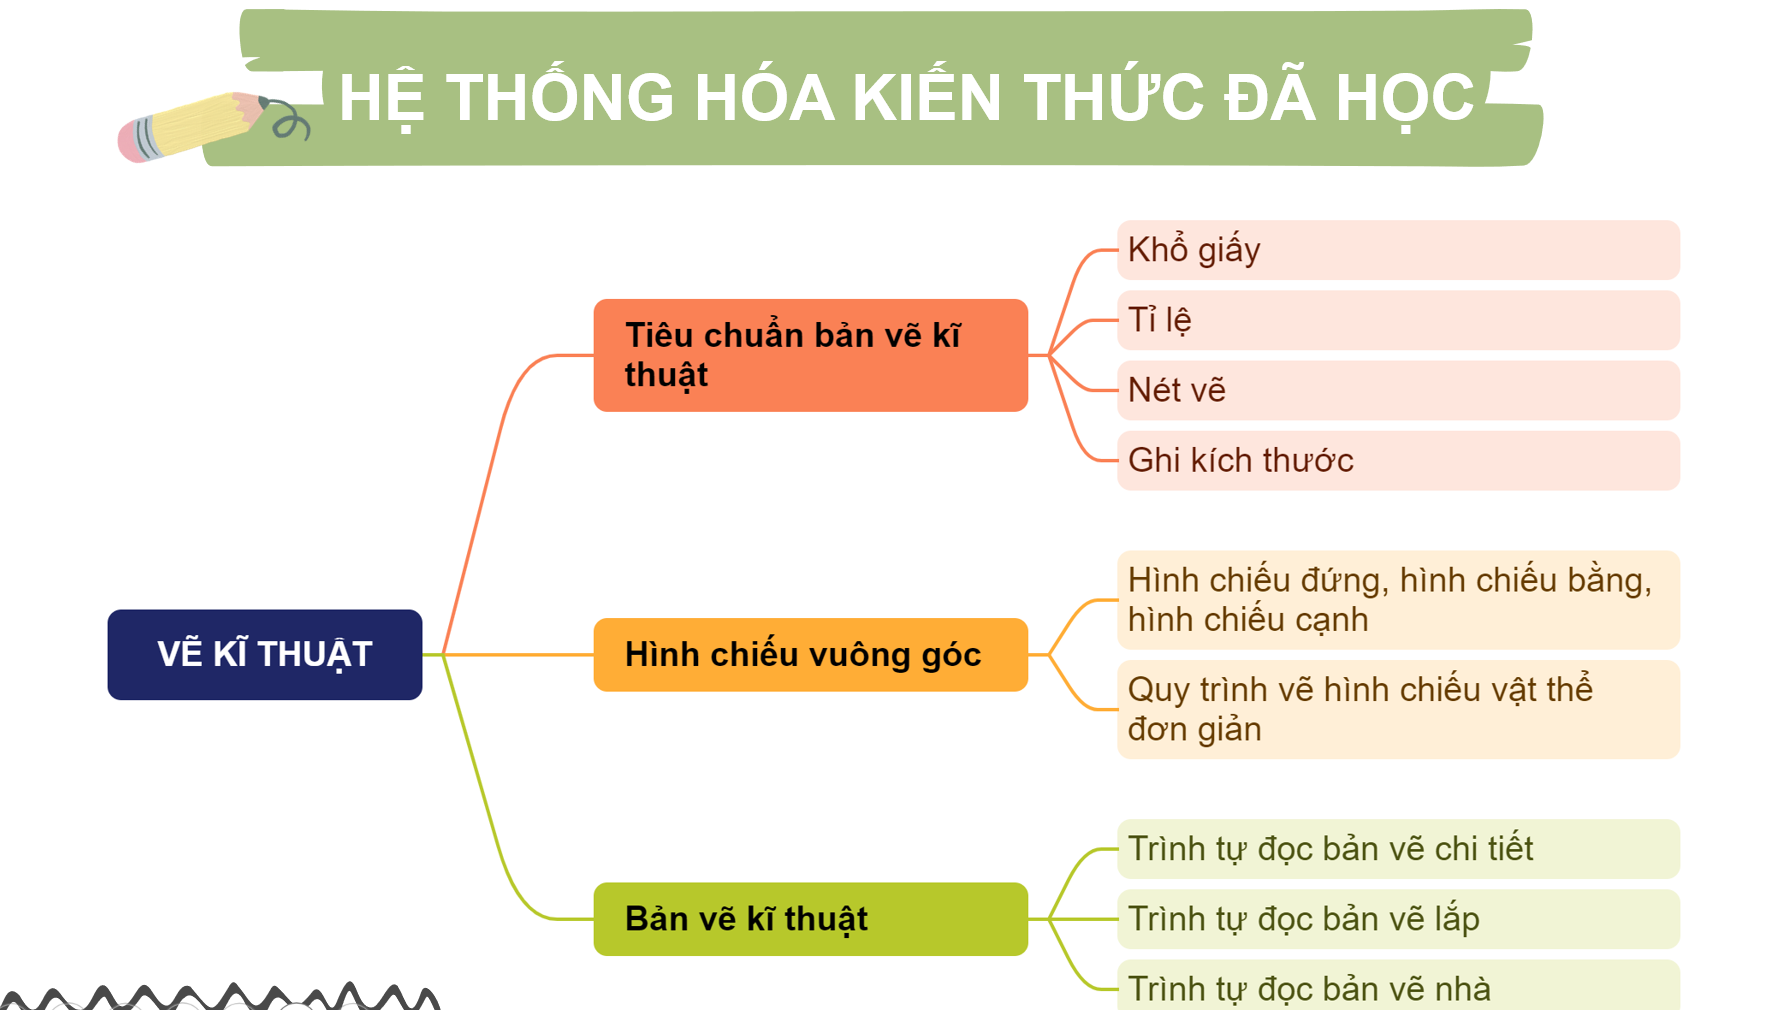 HỆ THỐNG HÓA KIẾN THỨC ĐÃ HỌC
Khổ giấy
Tỉ lệ
Nét vẽ
Ghi kích thước
Tiêu chuẩn bản vẽ kĩ
thuật
Hình chiếu đứng, hình chiếu bằng,
hình chiếu cạnh
Quy trình vẽ hình chiếu vật thể
đơn giản
Hình chiếu vuông góc
VẼ KĨ THUẬT
Trình tự đọc bản vẽ chi tiết
Trình tự đọc bản vẽ lắp
Trình tự đọc bản vẽ nhà
Bản vẽ kĩ thuật